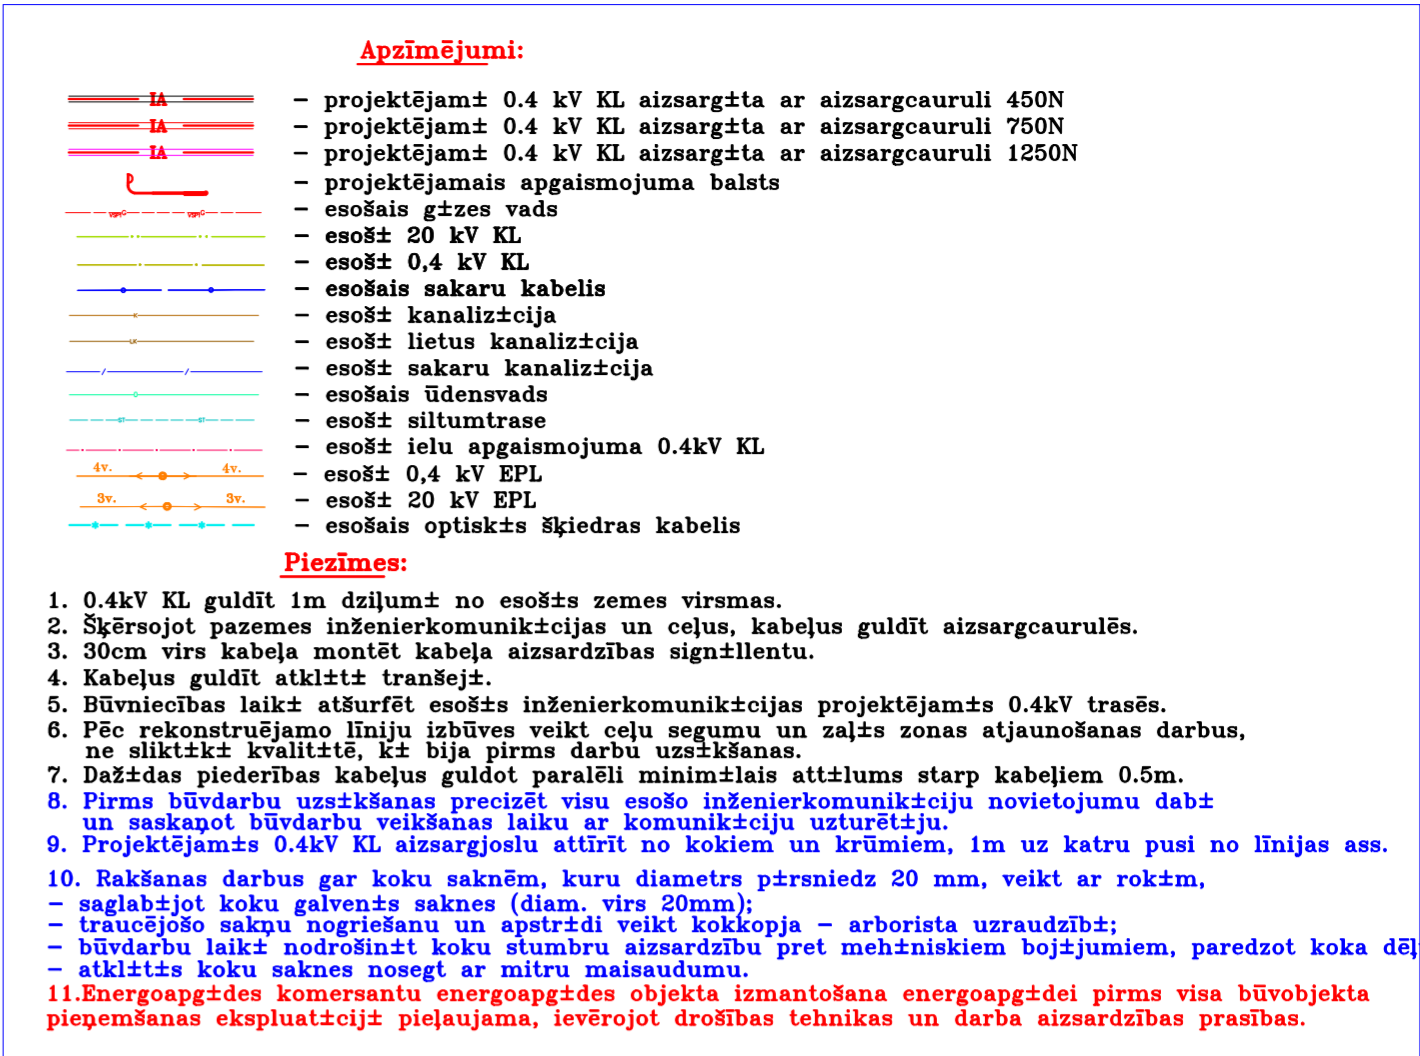 Apzīmējumi:
IA – projektējam± 0.4 kV KL aizsarg±ta ar aizsargcauruli 450N
IA – projektējam± 0.4 kV KL aizsarg±ta ar aizsargcauruli 750N
IA – projektējam± 0.4 kV KL aizsarg±ta ar aizsargcauruli 1250N
– projektējamais apgaismojuma balsts
– esošais g±zes vads
– esoš± 20 kV KL
– esoš± 0,4 kV KL
– esošais sakaru kabelis
K – esoš± kanaliz±cija
LK – esoš± lietus kanaliz±cija
– esoš± sakaru kanaliz±cija
– esošais ūdensvads
ST ST – esoš± siltumtrase
– esoš± ielu apgaismojuma 0.4kV KL
4v. 4v. – esoš± 0,4 kV EPL
3v. 3v. – esoš± 20 kV EPL
– esošais optisk±s šķiedras kabelis
Piezīmes:
1. 0.4kV KL guldīt 1m dziļum± no esoš±s zemes virsmas.
2. Šķērsojot pazemes inženierkomunik±cijas un ceļus, kabeļus guldīt aizsargcaurulēs.
3. 30cm virs kabeļa montēt kabeļa aizsardzības sign±llentu.
4. Kabeļus guldīt atkl±t± tranšej±.
5. Būvniecības laik± atšurfēt esoš±s inženierkomunik±cijas projektējam±s 0.4kV trasēs.
6. Pēc rekonstruējamo līniju izbūves veikt ceļu segumu un zaļ±s zonas atjaunošanas darbus,
ne slikt±k± kvalit±tē, k± bija pirms darbu uzs±kšanas.
7. Daž±das piederības kabeļus guldot paralēli minim±lais att±lums starp kabeļiem 0.5m.
8. Pirms būvdarbu uzs±kšanas precizēt visu esošo inženierkomunik±ciju novietojumu dab±
un saskaņot būvdarbu veikšanas laiku ar komunik±ciju uzturēt±ju.
9. Projektējam±s 0.4kV KL aizsargjoslu attīrīt no kokiem un krūmiem, 1m uz katru pusi no līnijas ass.
10. Rakšanas darbus gar koku saknēm, kuru diametrs p±rsniedz 20 mm, veikt ar rok±m,
– saglab±jot koku galven±s saknes (diam. virs 20mm);
– traucējošo sakņu nogriešanu un apstr±di veikt kokkopja – arborista uzraudzīb±;
– būvdarbu laik± nodrošin±t koku stumbru aizsardzību pret meh±niskiem boj±jumiem, paredzot koka dēļ
– atkl±t±s koku saknes nosegt ar mitru maisaudumu.
11.Energoapg±des komersantu energoapg±des objekta izmantošana energoapg±dei pirms visa būvobjekta
pieņemšanas ekspluat±cij± pieļaujama, ievērojot drošības tehnikas un darba aizsardzības prasības.